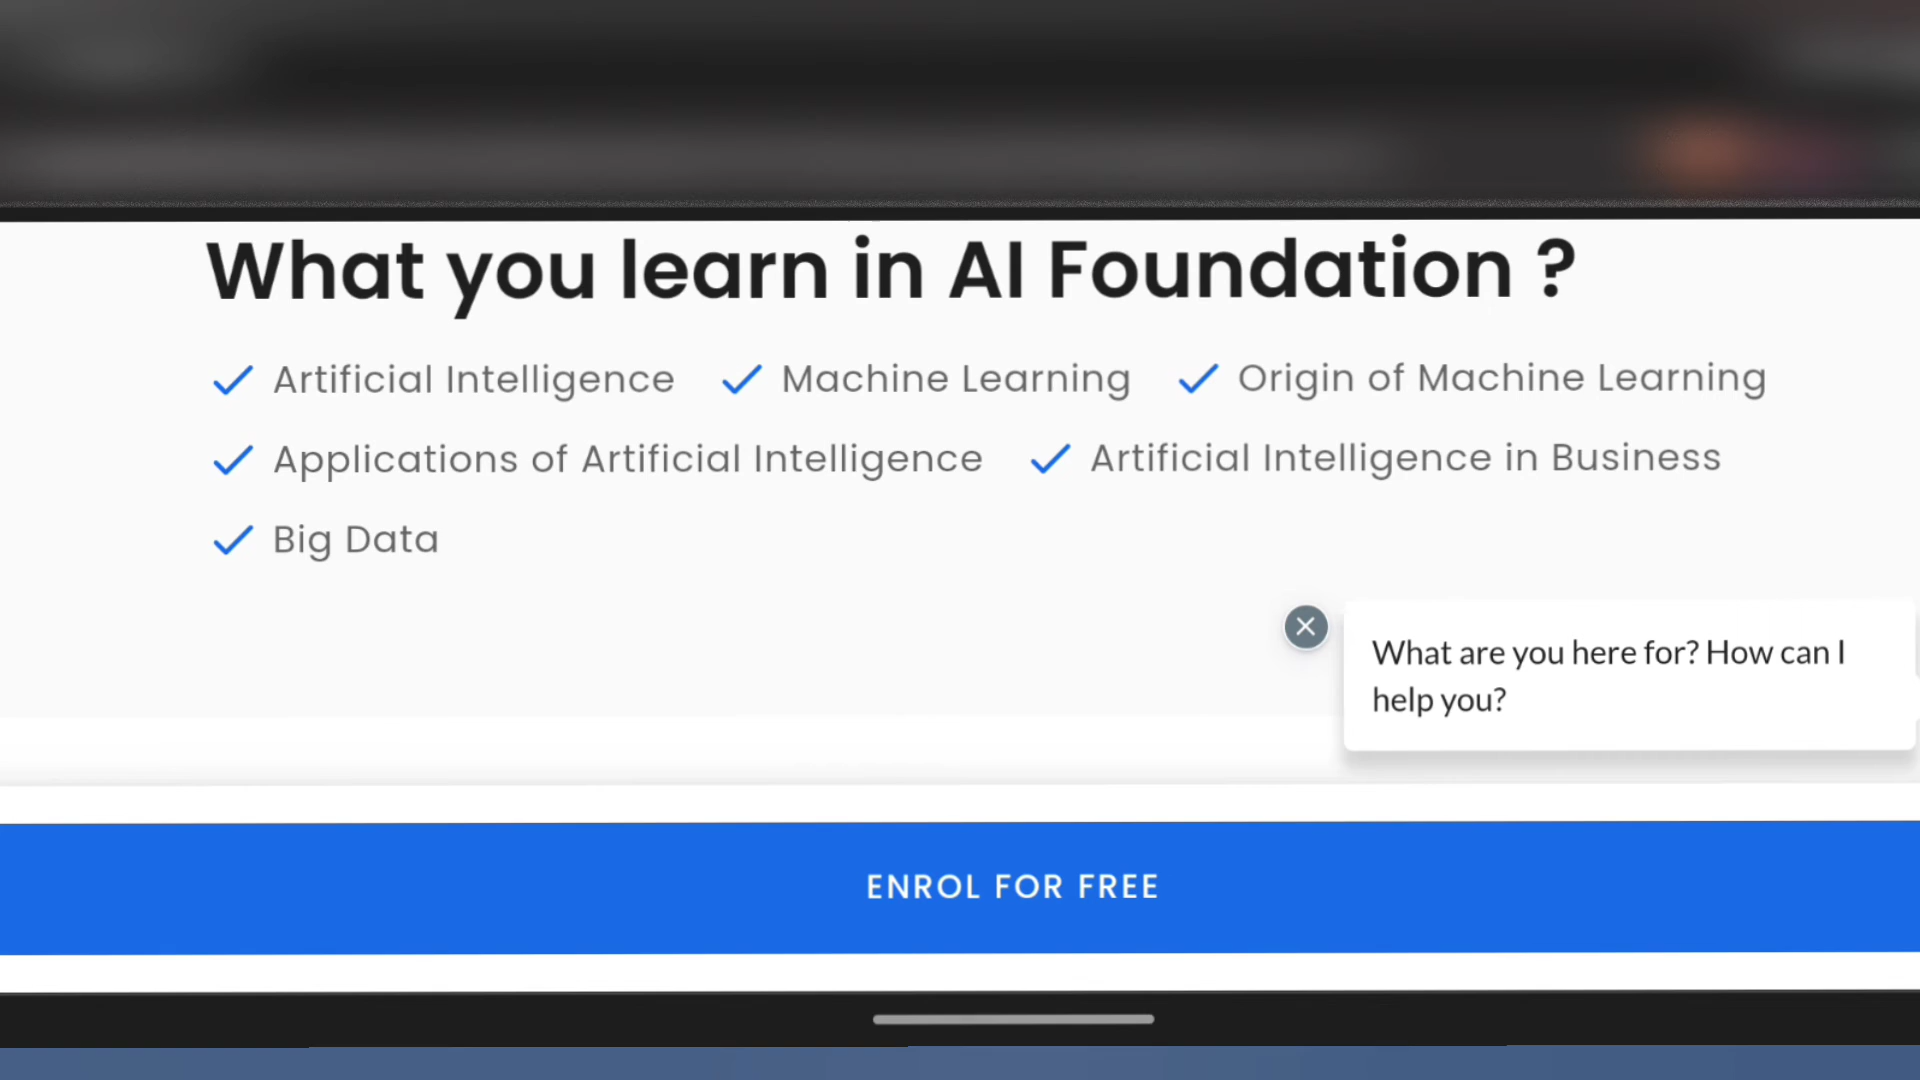 What you learn in AI Foundation ?
Artificial Intelligence Machine Learning Origin of Machine Learning
Applications of Artificial Intelligence Artificial Intelligence in Business
Big Data
What are you here for? How can I
help you?
ENROL FOR FREE